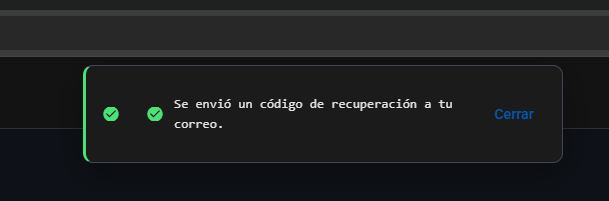 Se envió un código de recuperación a tu
correo.
Cerrar